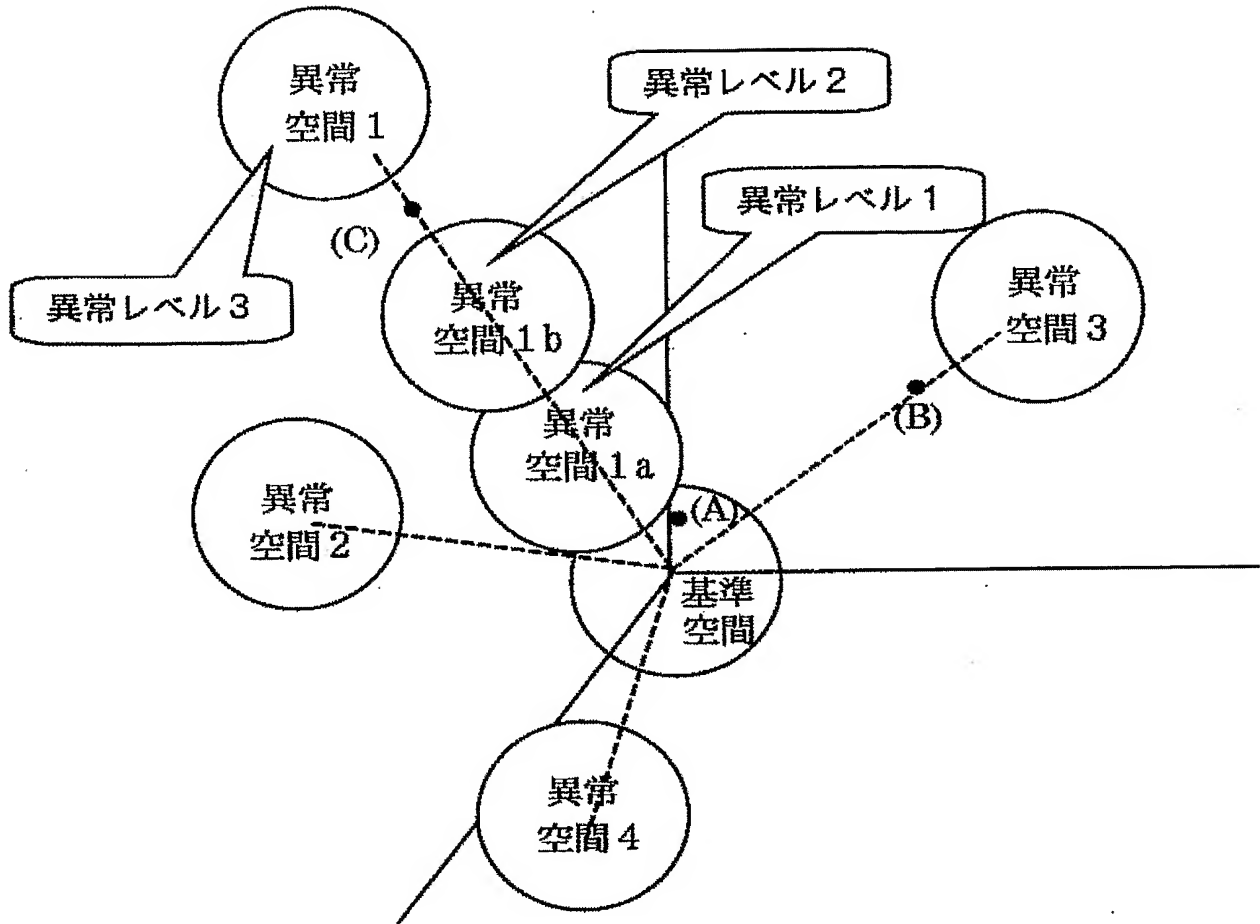 異常
空間1
異常レベル2
異常レベル1
(C)
異常レベル3
異常
空間1b
異常
空間3
(B)
異常
空間1a
異常
空間2
(A)
基準
空間
異常
空間4